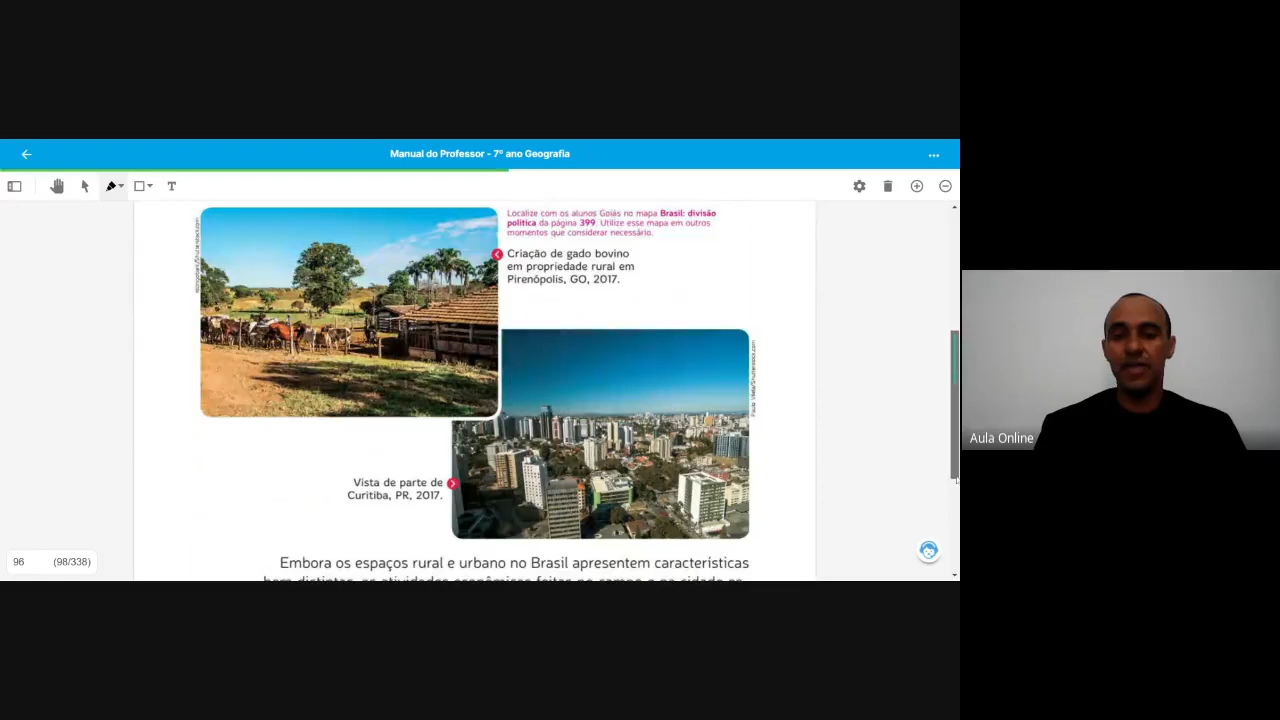 Manual do Professor - 7º ano Geografia
T
Localize com os alunos Goiás no mapa Brasil: divisão
política da página 399. Utilize esse mapa em outros
momentos que considerar necessário.
Criação de gado bovino
em propriedade rural em
Pirenópolis, GO, 2017.
Vista de parte de
Curitiba, PR, 2017.
Embora os espaços rural e urbano no Brasil apresentem características
96 (98/338)
Aula Online